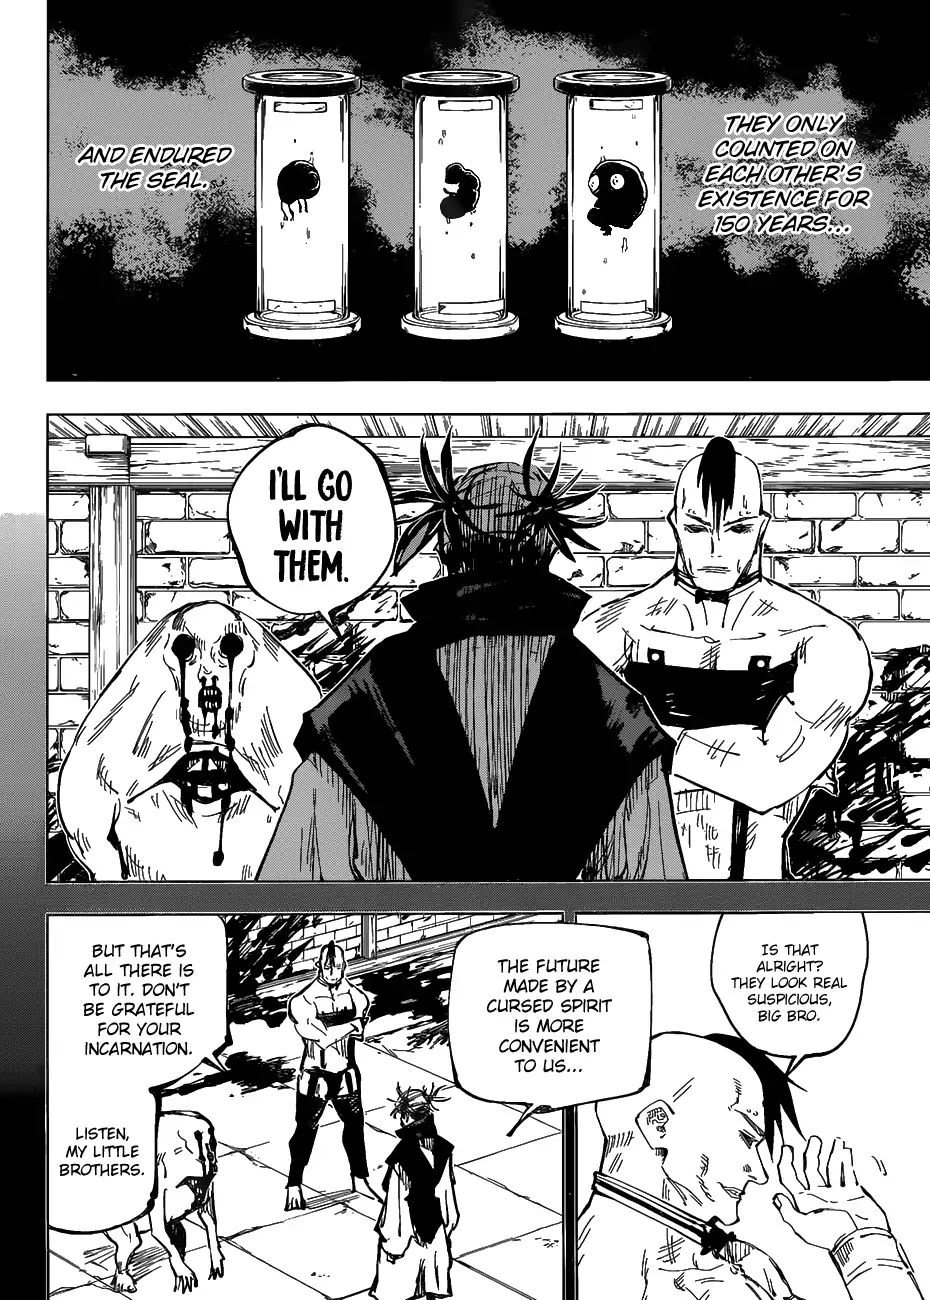 THEY ONLY
COUNTED ON
EACH OTHER'S
EXISTENCE FOR
150 YEARS...
AND ENDURED
THE SEAL.
I'LL GO
WITH
THEM.
IS THAT
ALRIGHT?
THEY LOOK REAL
SUSPICIOUS,
BIG BRO.
THE FUTURE
MADE BY A
CURSED SPIRIT
IS MORE
CONVENIENT
TO US...
BUT THAT'S
ALL THERE IS
TO IT. DON'T
BE GRATEFUL
FOR YOUR
INCARNATION.
LISTEN,
MY LITTLE
BROTHERS.